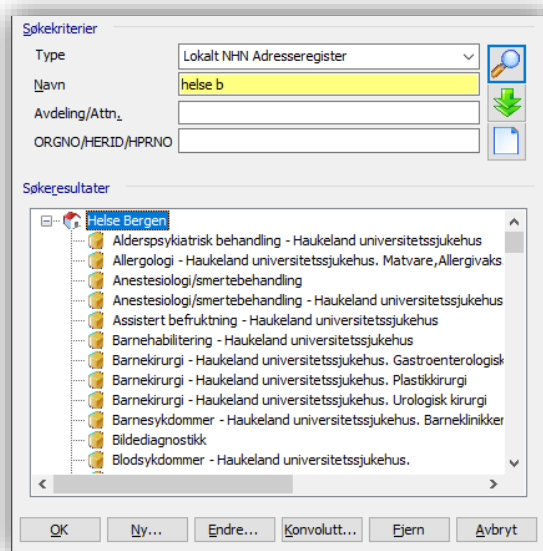 Søkekriterier
Type Lokalt NHN Adresseregister
Navn helse b
Avdeling/Attn.
ORGNO/HERID/HPRNO
Søkeresultater
Helse Bergen
Alderspsykiatrisk behandling - Haukeland universitetssjukehus
Allergologi - Haukeland universitetssjukehus. Matvare,Allergivaks
Anestesiologi/smertebehandling
Anestesiologi/smertebehandling - Haukeland universitetssjukehus
Assistert befruktning - Haukeland universitetssjukehus
Barnehabilitering - Haukeland universitetssjukehus
Barnekirurgi - Haukeland universitetssjukehus. Gastroenterologisk
Barnekirurgi - Haukeland universitetssjukehus. Plastikkirurgi
Barnekirurgi - Haukeland universitetssjukehus. Urologisk kirurgi
Barnesykdommer - Haukeland universitetssjukehus. Barneklinikken
Bildediagnostikk
Blodsykdommer - Haukeland universitetssjukehus.
OK Ny... Endre... Konvolutt... Fjern Avbryt